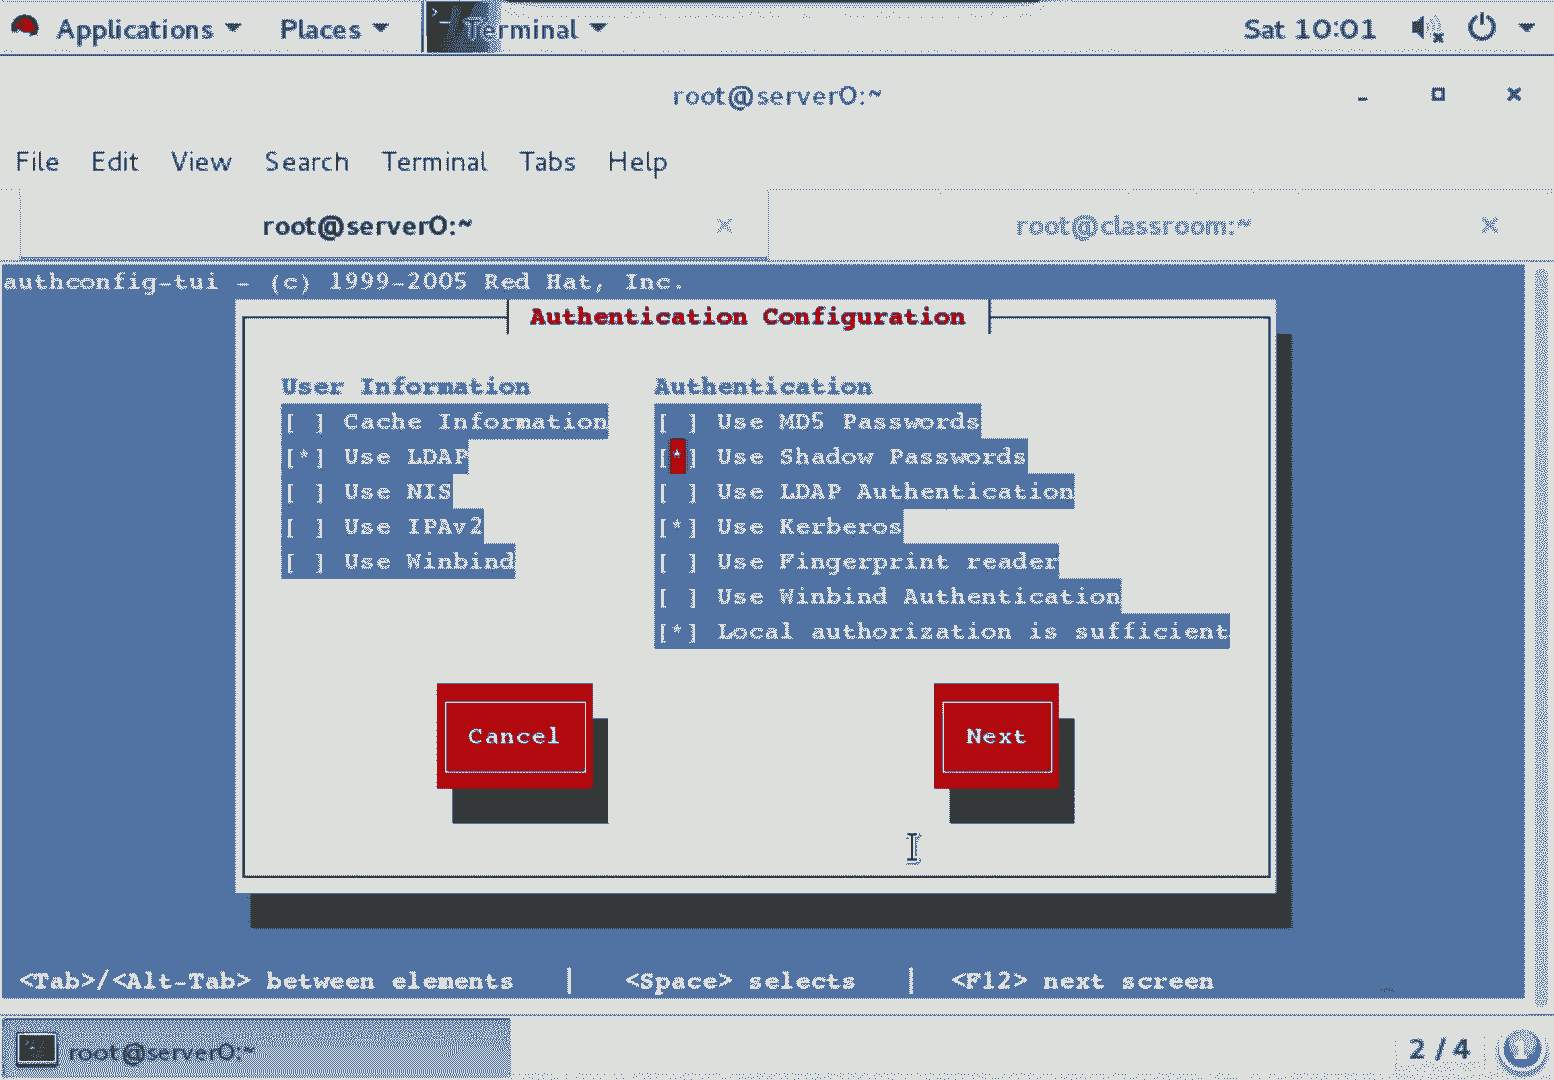 Applications Places Terminal Sat 10:01
root@server0:~
File Edit View Search Terminal Tabs Help
root@server0:~ root@classroom:~
authconfig-tui - (c) 1999-2005 Red Hat, Inc.
Authentication Configuration
User Information Authentication
[ ] Cache Information [ ] Use MD5 Passwords
[*] Use LDAP [*] Use Shadow Passwords
[ ] Use NIS [ ] Use LDAP Authentication
[ ] Use IPAv2 [*] Use Kerberos
[ ] Use Winbind [ ] Use Fingerprint reader
[ ] Use Winbind Authentication
[*] Local authorization is sufficient
Cancel Next
<Tab>/<Alt-Tab> between elements | <Space> selects | <F12> next screen
root@server0:~ 2 / 4